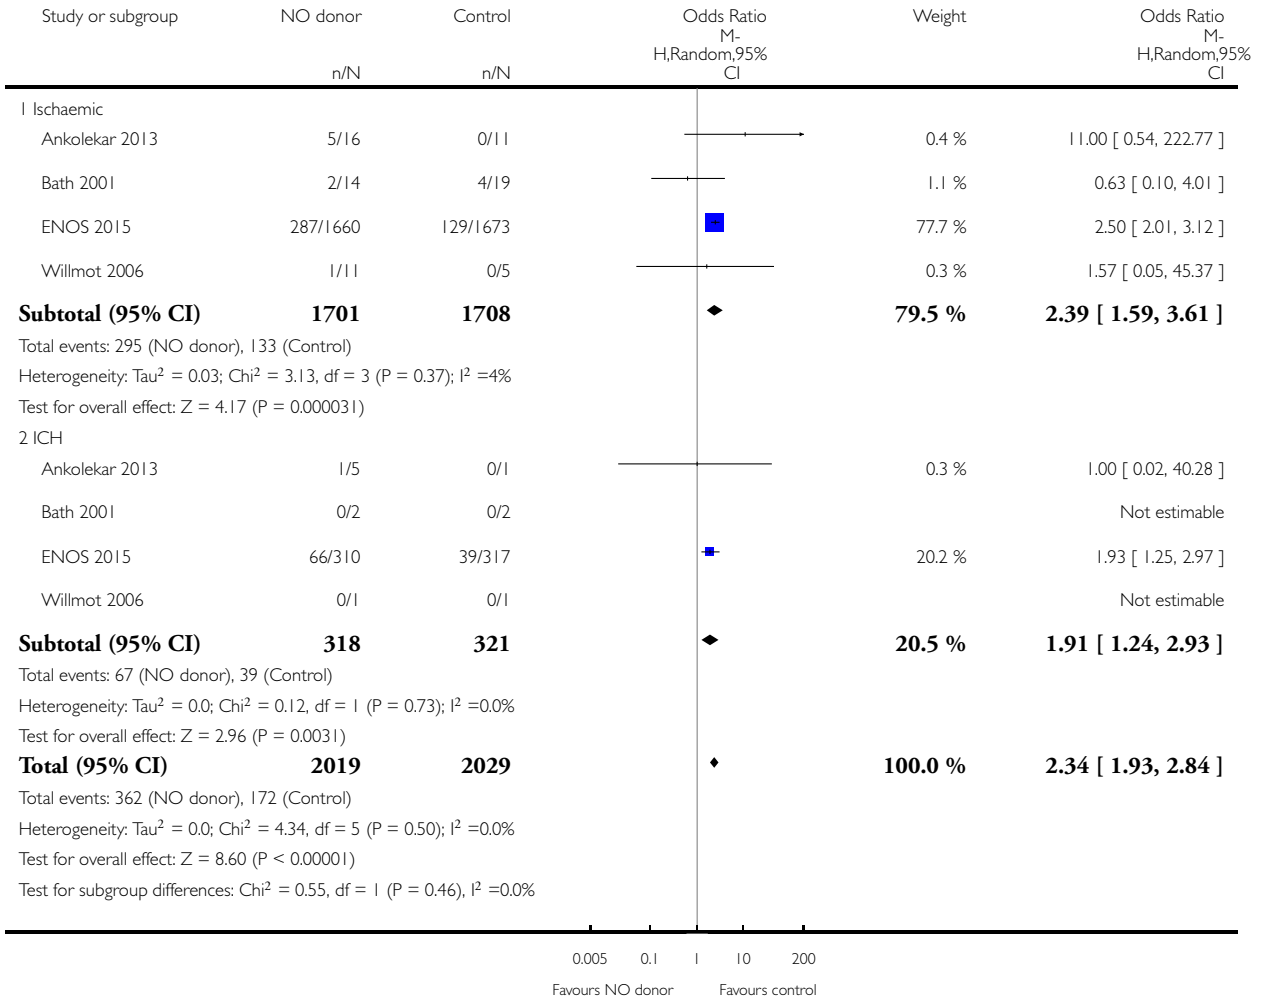 Study or subgroup NO donor Control Odds Ratio Weight Odds Ratio
M- M-
H,Random,95% H,Random,95%
n/N n/N CI CI
1 Ischaemic
Ankolekar 2013 5/16 0/11 0.4 % 11.00 [ 0.54, 222.77 ]
Bath 2001 2/14 4/19 1.1 % 0.63 [ 0.10, 4.01 ]
ENOS 2015 287/1660 129/1673 77.7 % 2.50 [ 2.01, 3.12 ]
Willmot 2006 1/11 0/5 0.3 % 1.57 [ 0.05, 45.37 ]
Subtotal (95% CI) 1701 1708 79.5 % 2.39 [ 1.59, 3.61 ]
Total events: 295 (NO donor), 133 (Control)
Heterogeneity: Tau² = 0.03; Chi² = 3.13, df = 3 (P = 0.37); I² =4%
Test for overall effect: Z = 4.17 (P = 0.000031)
2 ICH
Ankolekar 2013 1/5 0/1 0.3 % 1.00 [ 0.02, 40.28 ]
Bath 2001 0/2 0/2 Not estimable
ENOS 2015 66/310 39/317 20.2 % 1.93 [ 1.25, 2.97 ]
Willmot 2006 0/1 0/1 Not estimable
Subtotal (95% CI) 318 321 20.5 % 1.91 [ 1.24, 2.93 ]
Total events: 67 (NO donor), 39 (Control)
Heterogeneity: Tau² = 0.0; Chi² = 0.12, df = 1 (P = 0.73); I² =0.0%
Test for overall effect: Z = 2.96 (P = 0.0031)
Total (95% CI) 2019 2029 100.0 % 2.34 [ 1.93, 2.84 ]
Total events: 362 (NO donor), 172 (Control)
Heterogeneity: Tau² = 0.0; Chi² = 4.34, df = 5 (P = 0.50); I² =0.0%
Test for overall effect: Z = 8.60 (P < 0.00001)
Test for subgroup differences: Chi² = 0.55, df = 1 (P = 0.46), I² =0.0%
0.005 0.1 1 10 200
Favours NO donor Favours control